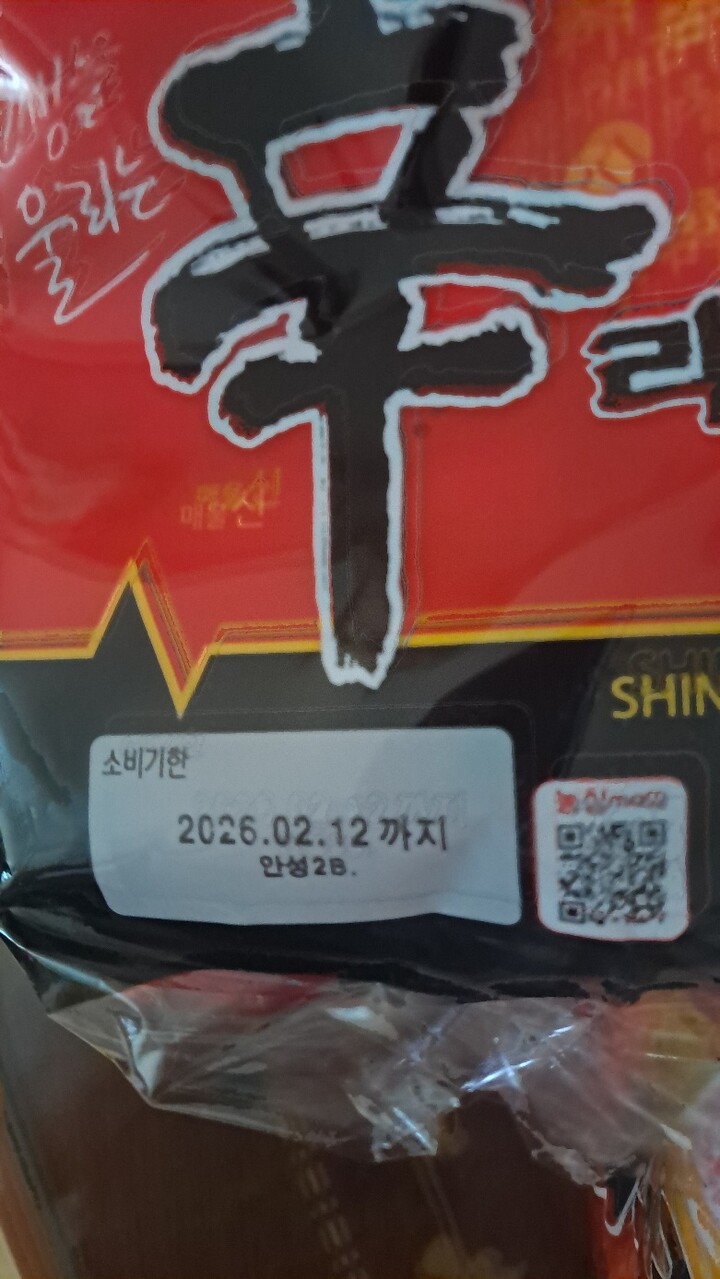 울리는
辛
매울신
SHIN
소비기한
2026.02.12 까지
안성2B.